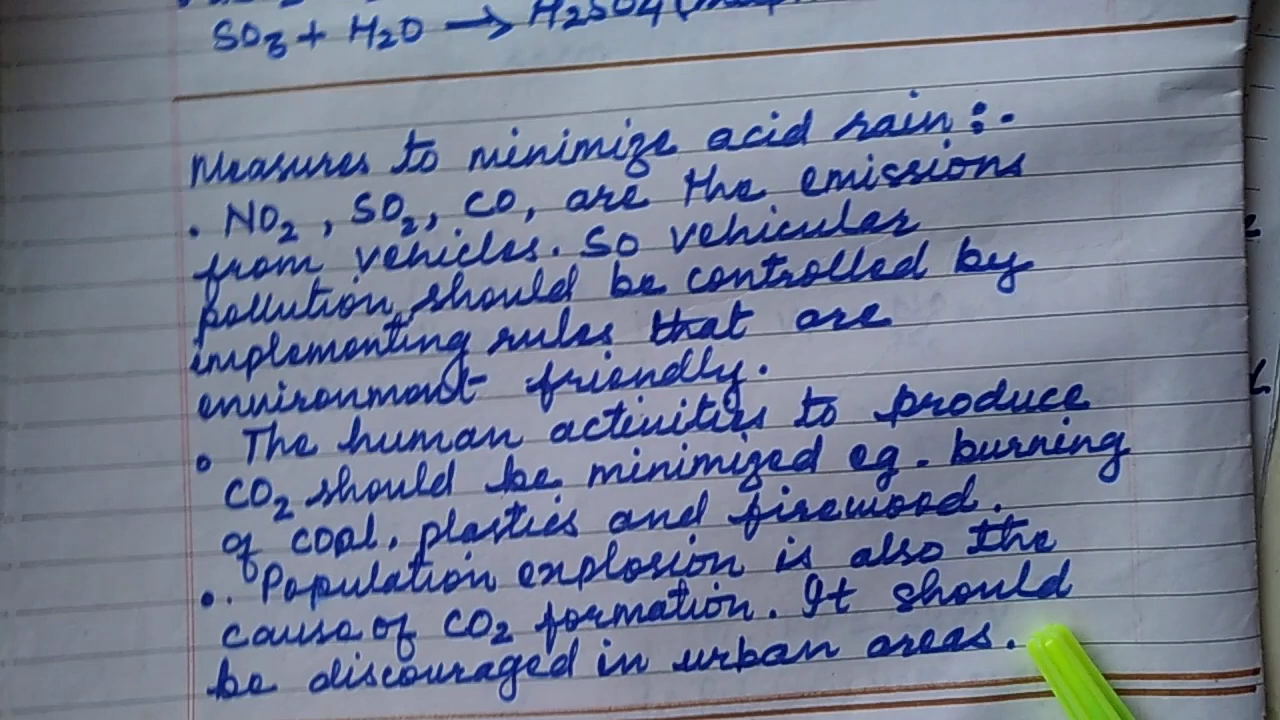 SO3 + H2O → H2SO4
Measures to minimize acid rain :-
. NO2, SO2, CO, are the emissions
from vehicles. So vehicular
pollution should be controlled by
implementing rules that are
environment friendly.
• The human activities to produce
CO2 should be minimized eg. burning
of coal, plastics and firewood.
•. Population explosion is also the
cause of CO2 formation. It should
be discouraged in urban areas.